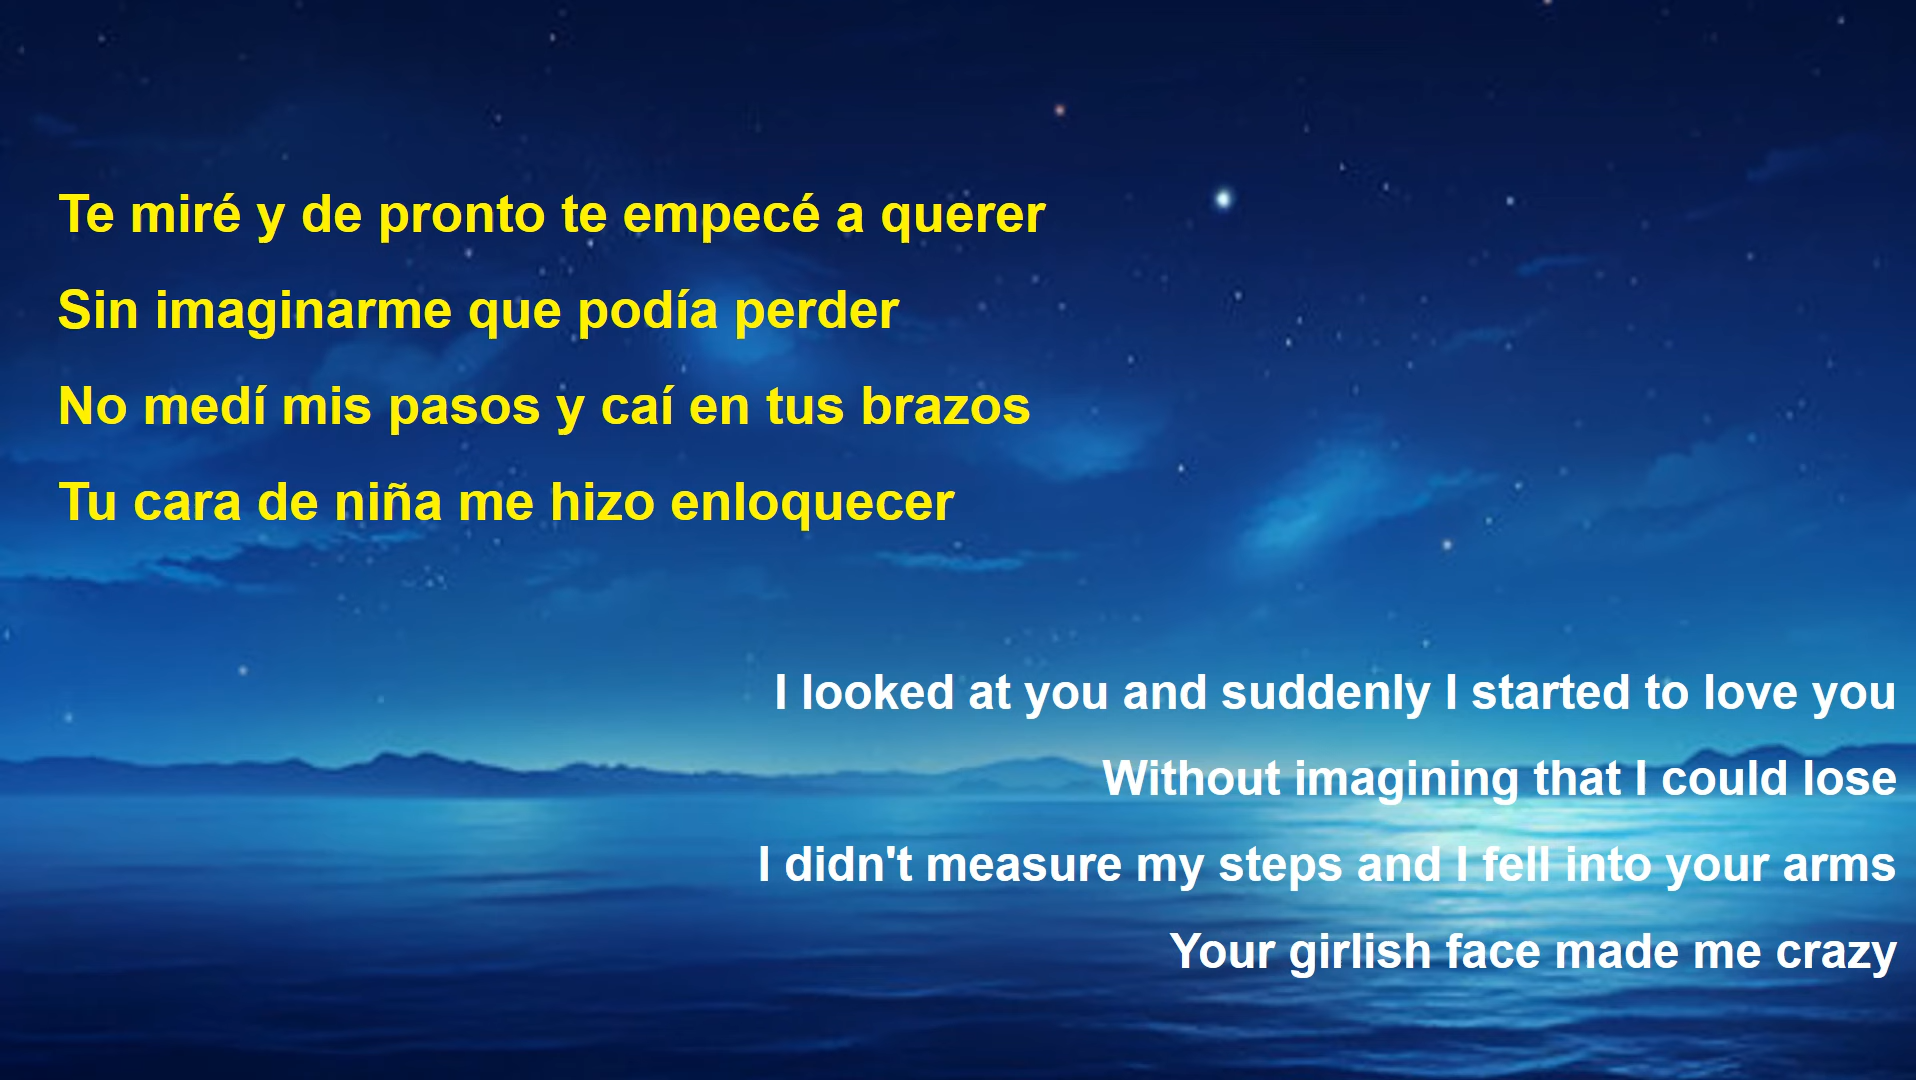 Te miré y de pronto te empecé a querer
Sin imaginarme que podía perder
No medí mis pasos y caí en tus brazos
Tu cara de niña me hizo enloquecer
I looked at you and suddenly I started to love you
Without imagining that I could lose
I didn't measure my steps and I fell into your arms
Your girlish face made me crazy